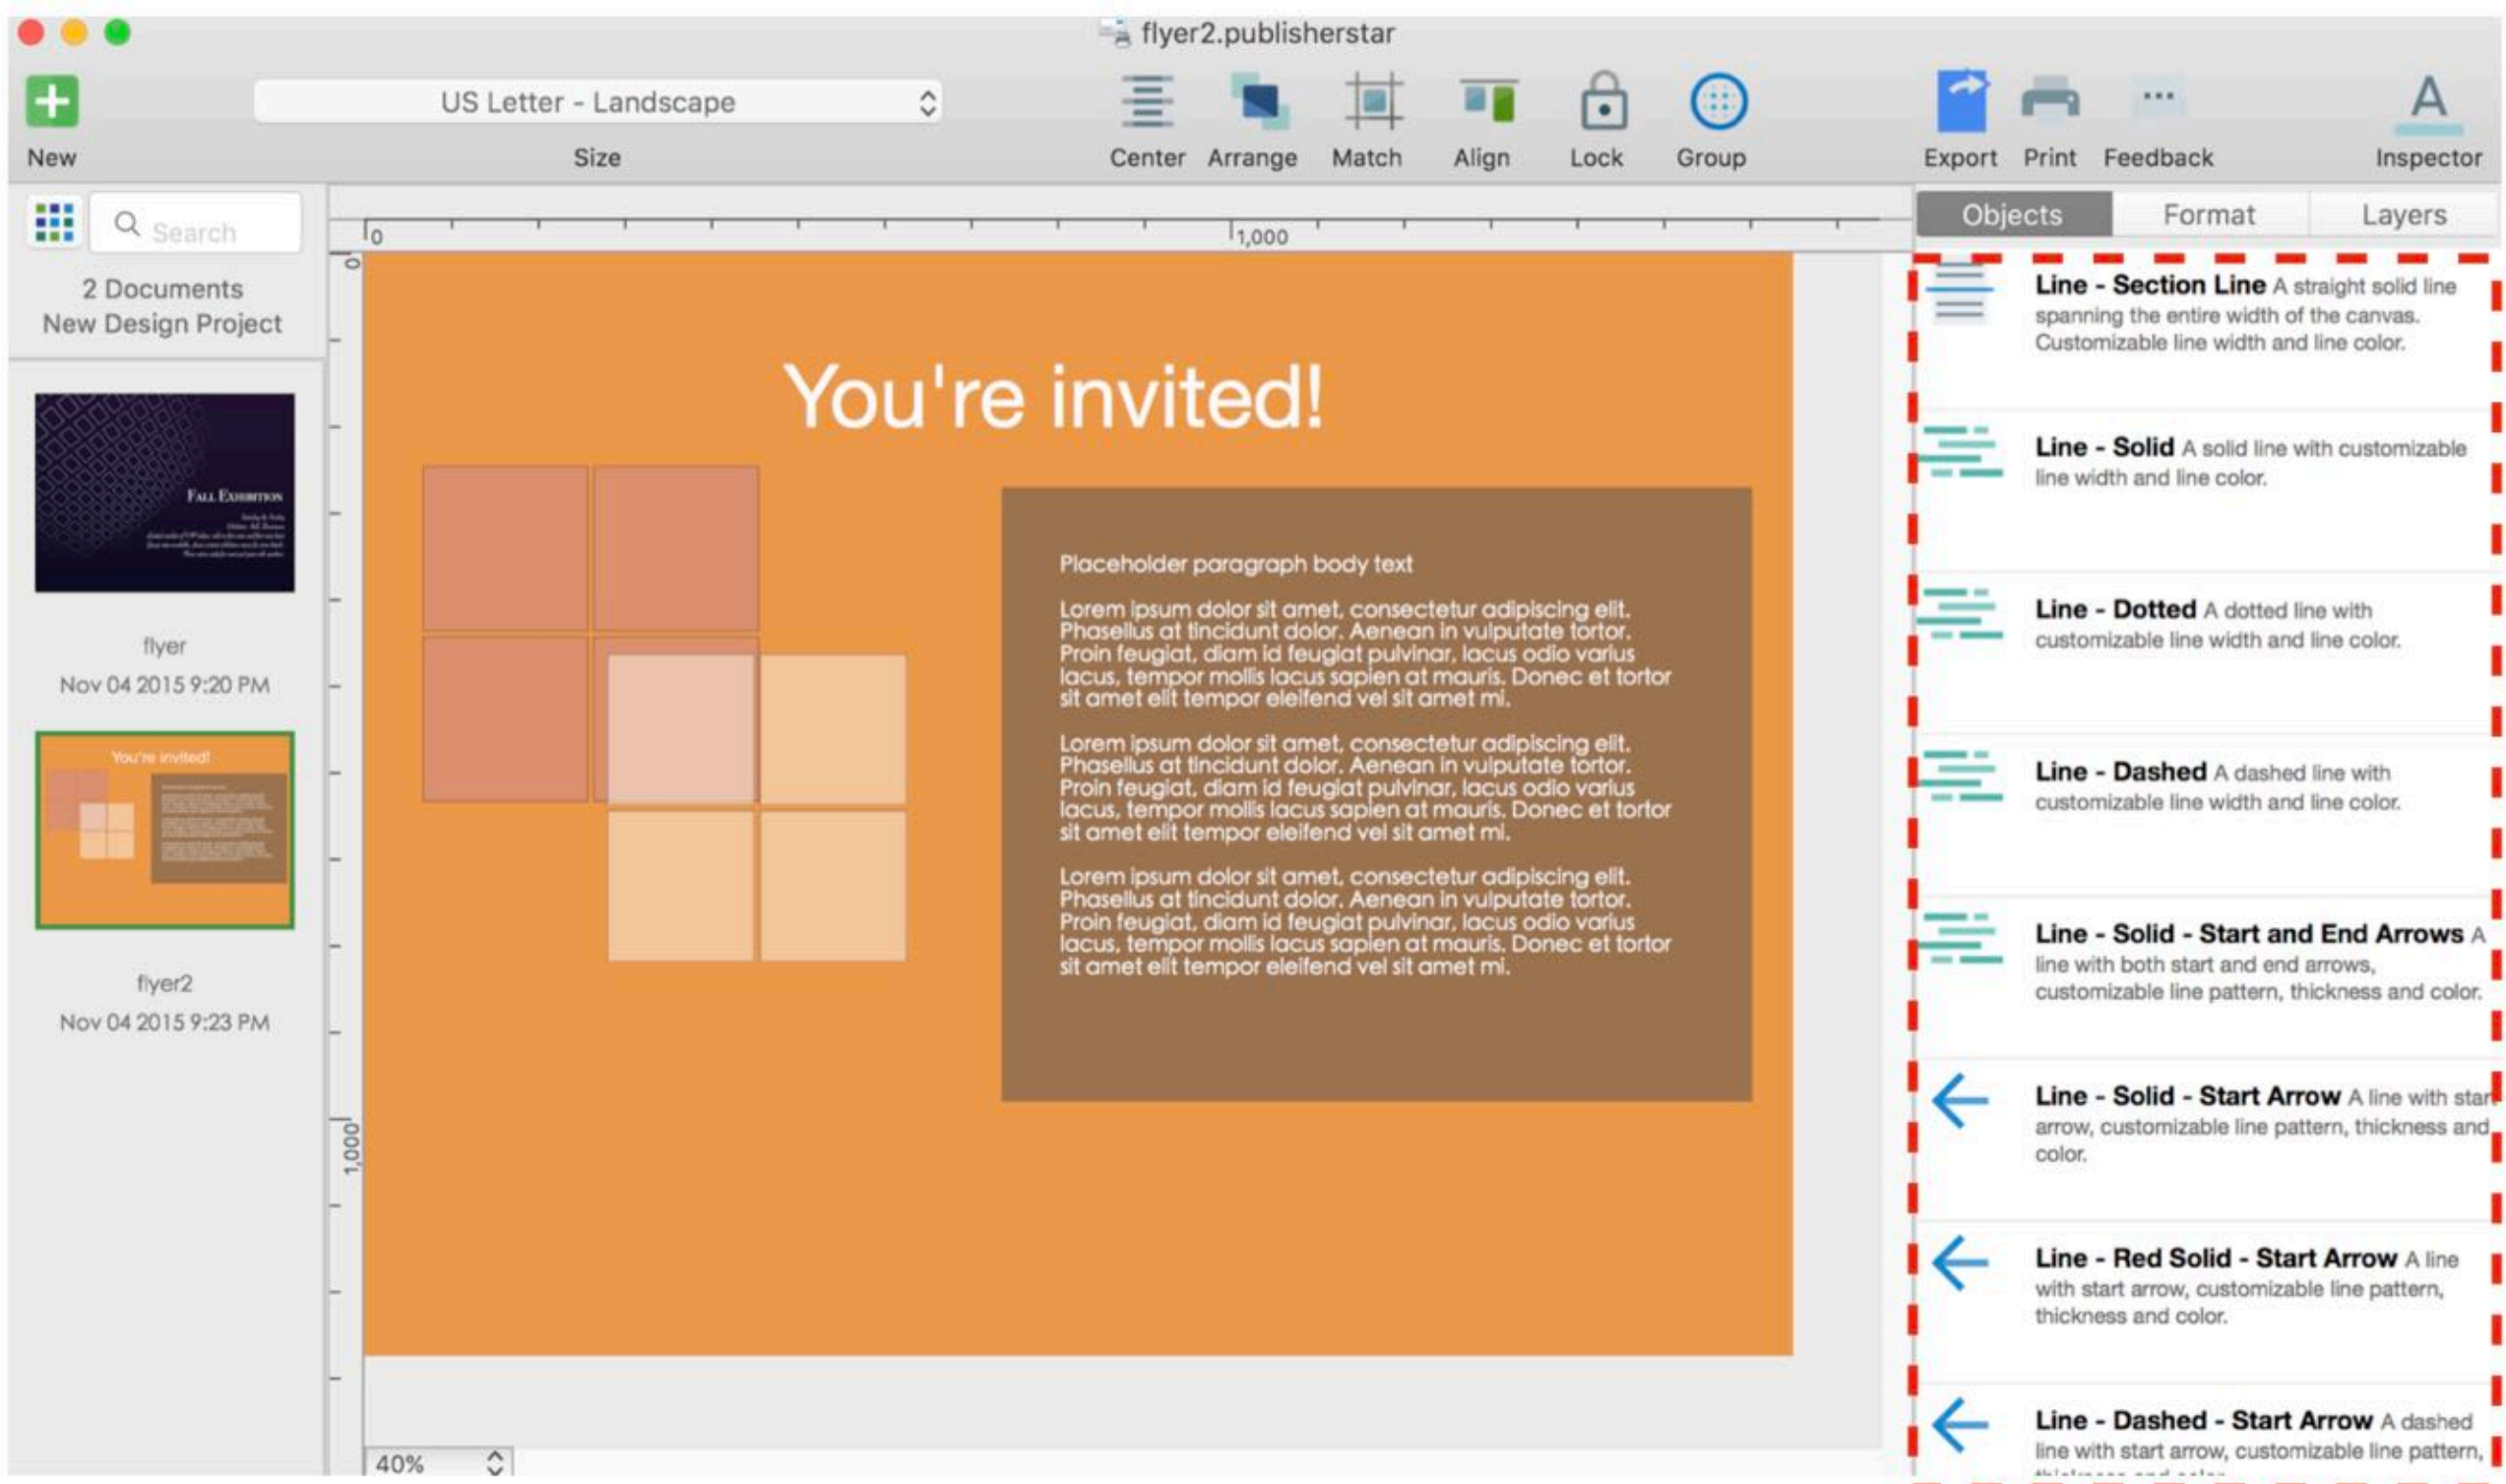 flyer2.publisherstar
US Letter - Landscape
New
Size
Center
Arrange
Match
Align
Lock
Group
Export
Print
Feedback
Inspector
Search
2 Documents
New Design Project
FALL EXHIBITION
flyer
Nov 04 2015 9:20 PM
You're invited!
flyer2
Nov 04 2015 9:23 PM
0
1,000
0
1,000
You're invited!
Placeholder paragraph body text
Lorem ipsum dolor sit amet, consectetur adipiscing elit.
Phasellus at tincidunt dolor. Aenean in vulputate tortor.
Proin feugiat, diam id feugiat pulvinar, lacus odio varius
lacus, tempor mollis lacus sapien at mauris. Donec et tortor
sit amet elit tempor eleifend vel sit amet mi.
Lorem ipsum dolor sit amet, consectetur adipiscing elit.
Phasellus at tincidunt dolor. Aenean in vulputate tortor.
Proin feugiat, diam id feugiat pulvinar, lacus odio varius
lacus, tempor mollis lacus sapien at mauris. Donec et tortor
sit amet elit tempor eleifend vel sit amet mi.
Lorem ipsum dolor sit amet, consectetur adipiscing elit.
Phasellus at tincidunt dolor. Aenean in vulputate tortor.
Proin feugiat, diam id feugiat pulvinar, lacus odio varius
lacus, tempor mollis lacus sapien at mauris. Donec et tortor
sit amet elit tempor eleifend vel sit amet mi.
40%
Objects
Format
Layers
Line - Section Line A straight solid line
spanning the entire width of the canvas.
Customizable line width and line color.
Line - Solid A solid line with customizable
line width and line color.
Line - Dotted A dotted line with
customizable line width and line color.
Line - Dashed A dashed line with
customizable line width and line color.
Line - Solid - Start and End Arrows A
line with both start and end arrows,
customizable line pattern, thickness and color.
Line - Solid - Start Arrow A line with start
arrow, customizable line pattern, thickness and
color.
Line - Red Solid - Start Arrow A line
with start arrow, customizable line pattern,
thickness and color.
Line - Dashed - Start Arrow A dashed
line with start arrow, customizable line pattern,